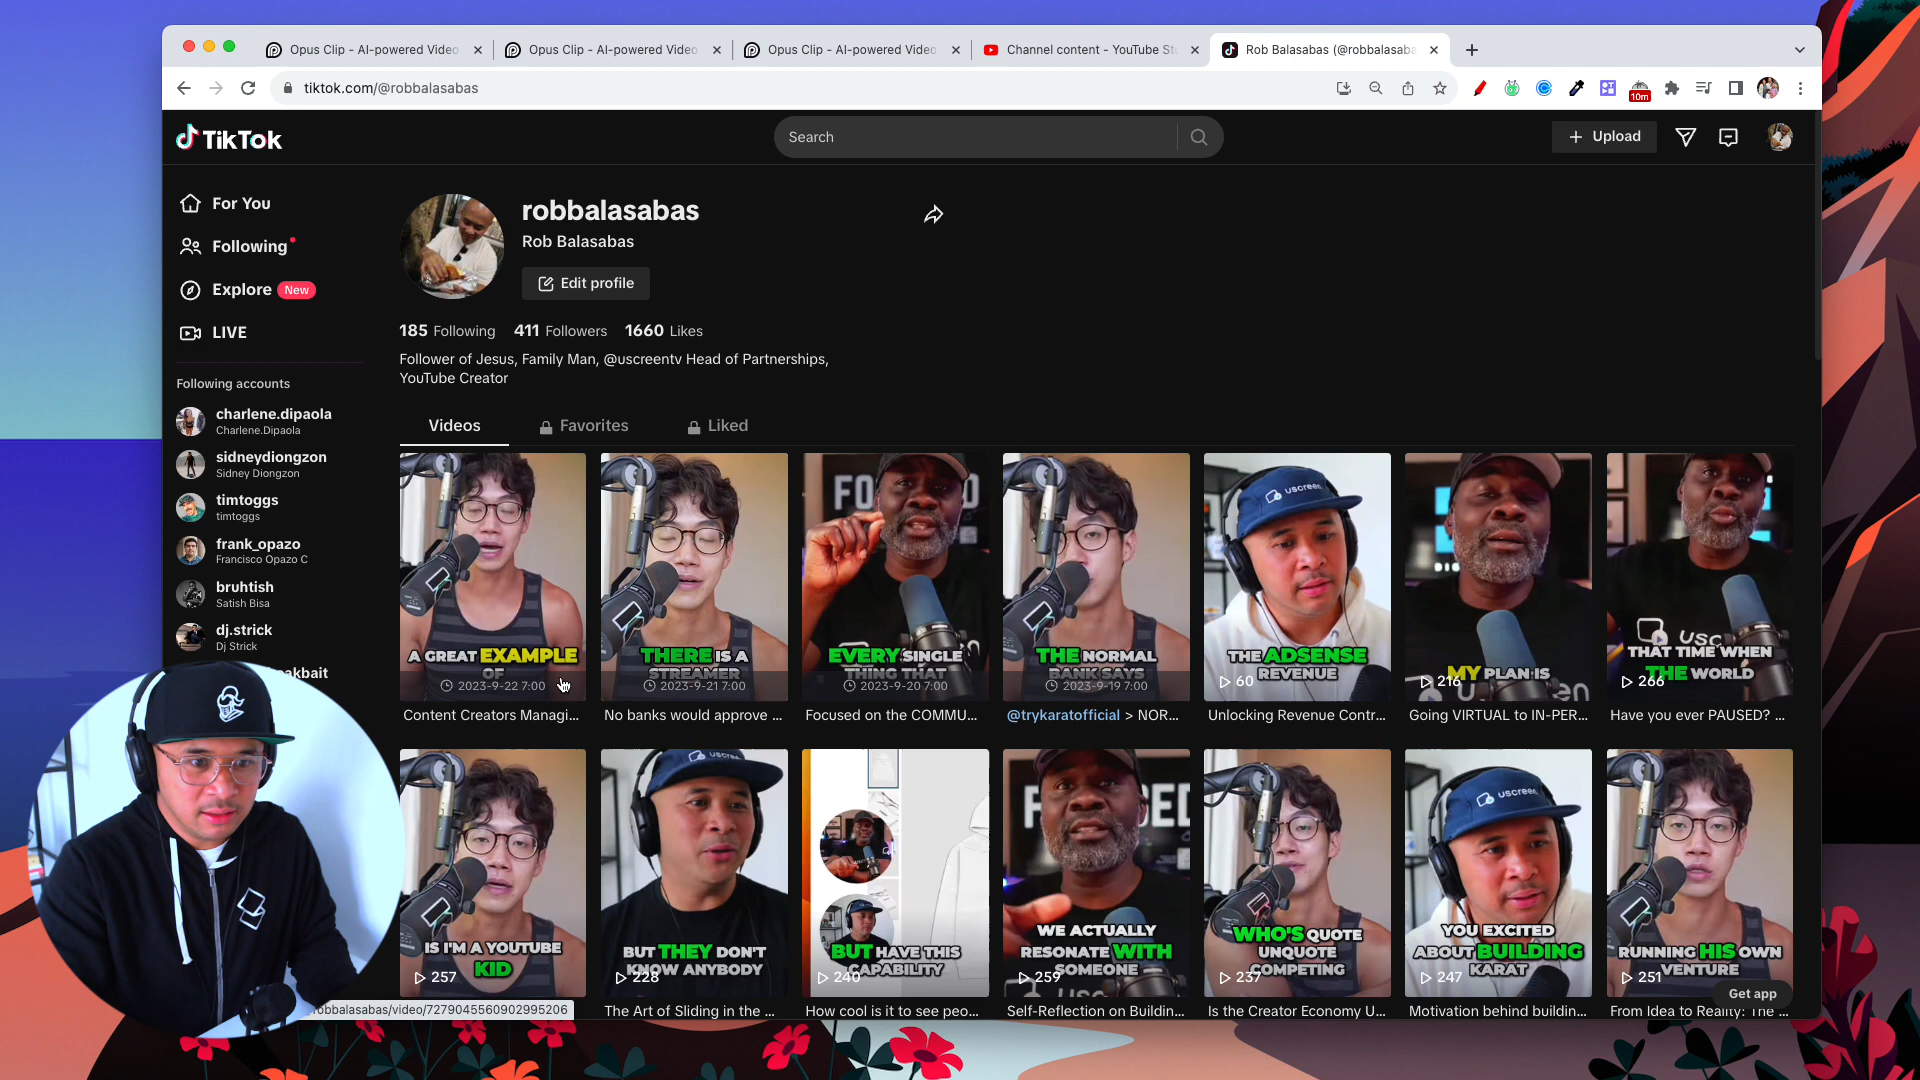 Opus Clip - AI-powered Video
Opus Clip - AI-powered Video
Opus Clip - AI-powered Video
Channel content - YouTube St
Rob Balasabas (@robbalasaba
tiktok.com/@robbalasabas
10m
TikTok
Search
Upload
For You
Following
Explore New
LIVE
Following accounts
charlene.dipaola
Charlene.Dipaola
sidneydiongzon
Sidney Diongzon
timtoggs
timtoggs
frank_opazo
Francisco Opazo C
bruhtish
Satish Bisa
dj.strick
Dj Strick
akbait
robbalasabas
Rob Balasabas
Edit profile
185 Following 411 Followers 1660 Likes
Follower of Jesus, Family Man, @uscreentv Head of Partnerships,
YouTube Creator
Videos Favorites Liked
A GREAT EXAMPLE
OF
2023-9-22 7:00
Content Creators Managi...
THERE IS A
STREAMER
2023-9-21 7:00
No banks would approve ...
EVERY SINGLE
THING THAT
2023-9-20 7:00
Focused on the COMMU...
THE NORMAL
BANK SAYS
2023-9-19 7:00
@trykaratofficial > NOR...
uscreen
THE ADSENSE
REVENUE
60
Unlocking Revenue Contr...
MY PLAN IS
216
Going VIRTUAL to IN-PER...
THAT TIME WHEN
THE WORLD
266
Have you ever PAUSED? ...
IS I'M A YOUTUBE
KID
257
uscreen
BUT THEY DON'T
KNOW ANYBODY
228
The Art of Sliding in the ...
BUT HAVE THIS
CAPABILITY
240
How cool is it to see peo...
WE ACTUALLY
RESONATE WITH
SOMEONE
259
Self-Reflection on Buildin...
WHO'S QUOTE
UNQUOTE
COMPETING
237
Is the Creator Economy U...
uscreen
YOU EXCITED
ABOUT BUILDING
KARAT
247
Motivation behind buildin...
RUNNING HIS OWN
VENTURE
251
From Idea to Reality: The ...
Get app
robbalasabas/video/7279045560902995206